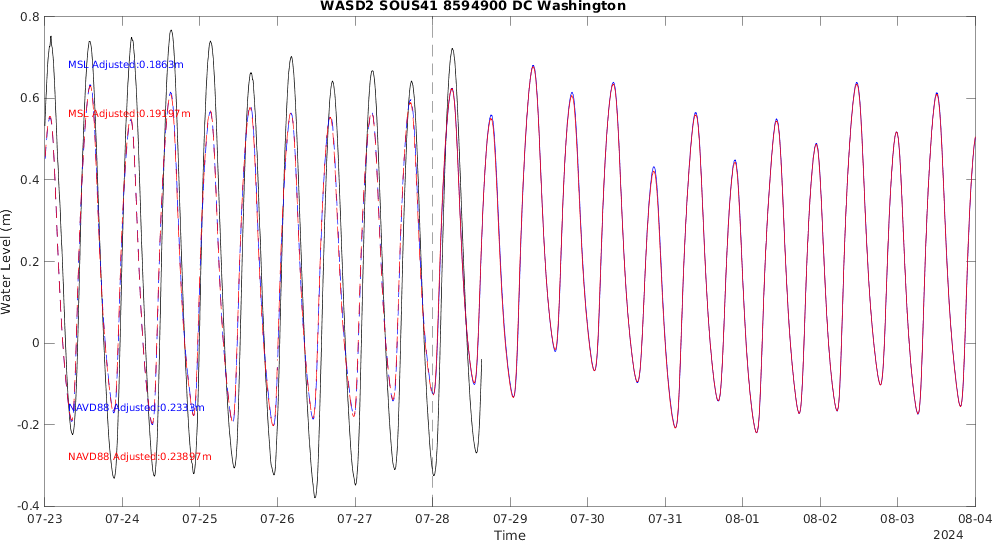 WASD2 SOUS41 8594900 DC Washington
0.8
MSL Adjusted:0.1863m
0.6
MSL Adjusted:0.19197m
0.4
Water Level (m)
0.2
0
NAVD88 Adjusted:0.2333m
-0.2
NAVD88 Adjusted:0.23897m
-0.4
07-23 07-24 07-25 07-26 07-27 07-28 07-29 07-30 07-31 08-01 08-02 08-03 08-04
Time
2024